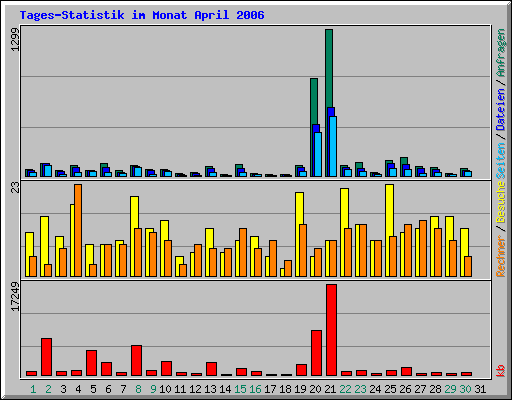 Tages-Statistik im Monat April 2006
1299
23
17249
Rechner / Besuche Seiten / Dateien / Anfragen
kb
1 2 3 4 5 6 7 8 9 10 11 12 13 14 15 16 17 18 19 20 21 22 23 24 25 26 27 28 29 30 31